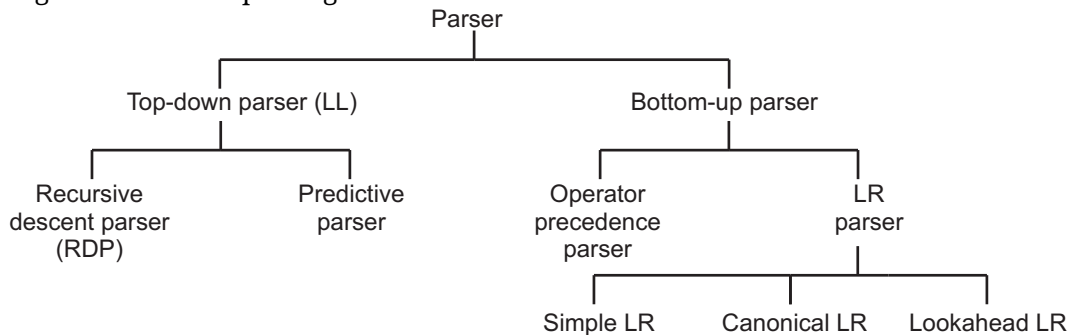 Parser
Top-down parser (LL)
Bottom-up parser
Recursive
descent parser
(RDP)
Predictive
parser
Operator
precedence
parser
LR
parser
Simple LR
Canonical LR
Lookahead LR